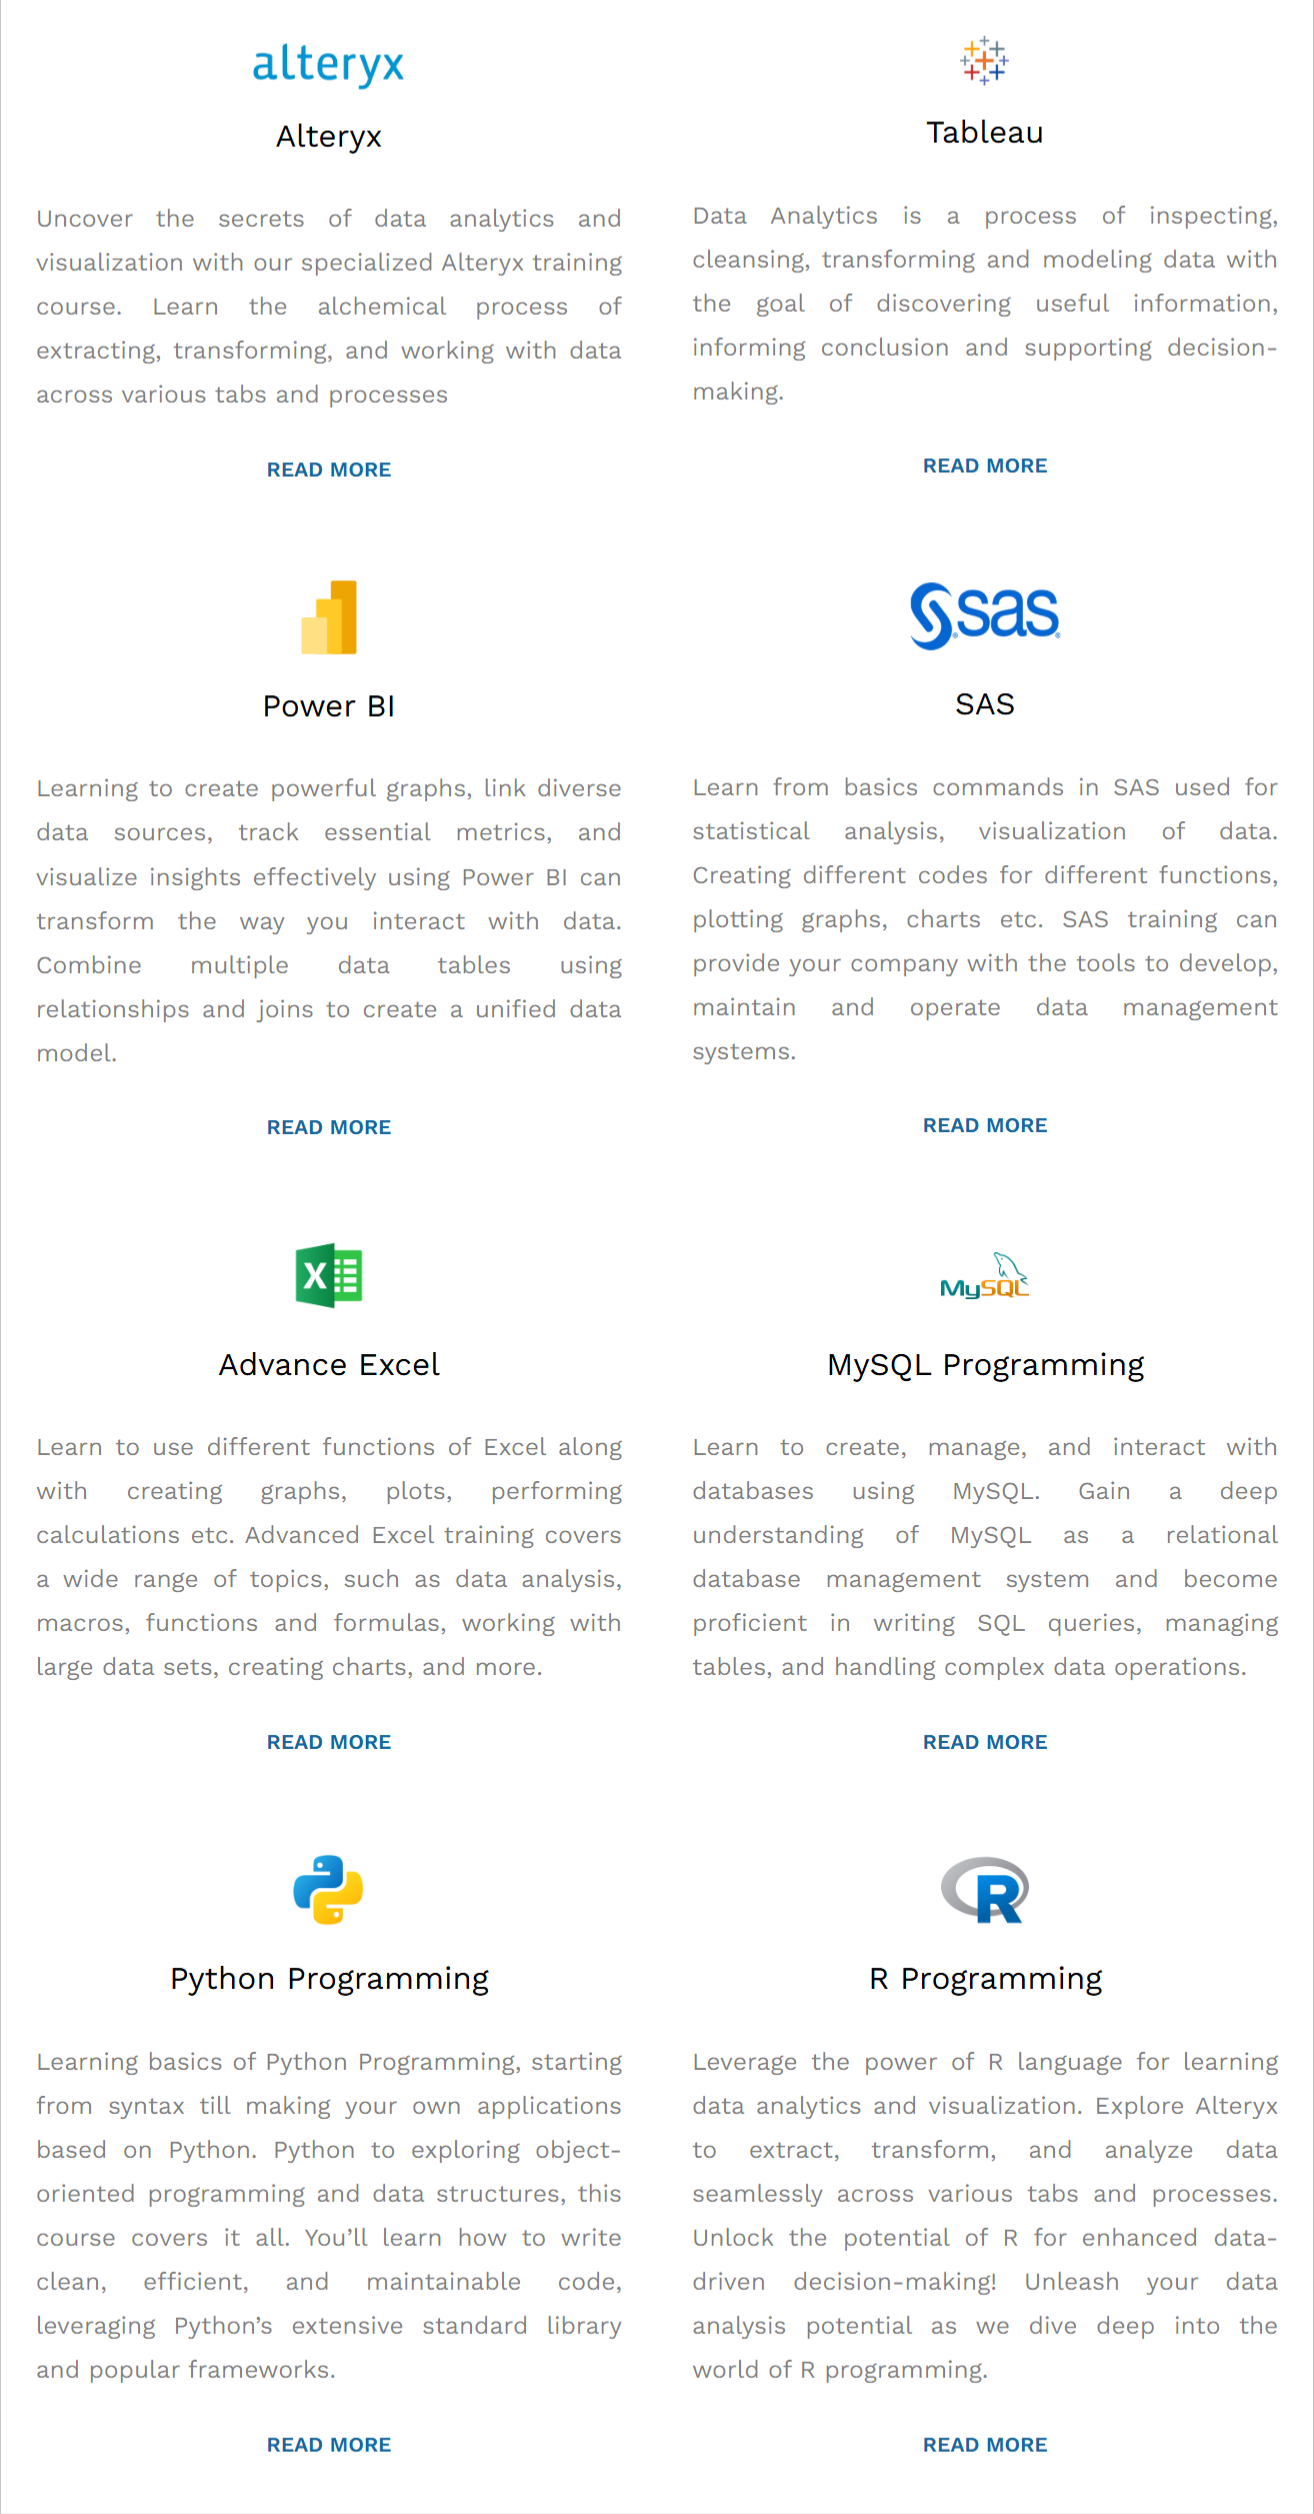 alteryx
Alteryx
Uncover the secrets of data analytics and
visualization with our specialized Alteryx training
course. Learn the alchemical process of
extracting, transforming, and working with data
across various tabs and processes
READ MORE
Tableau
Data Analytics is a process of inspecting,
cleansing, transforming and modeling data with
the goal of discovering useful information,
informing conclusion and supporting decision-
making.
READ MORE
Power BI
Learning to create powerful graphs, link diverse
data sources, track essential metrics, and
visualize insights effectively using Power BI can
transform the way you interact with data.
Combine multiple data tables using
relationships and joins to create a unified data
model.
READ MORE
sas
SAS
Learn from basics commands in SAS used for
statistical analysis, visualization of data.
Creating different codes for different functions,
plotting graphs, charts etc. SAS training can
provide your company with the tools to develop,
maintain and operate data management
systems.
READ MORE
X
Advance Excel
Learn to use different functions of Excel along
with creating graphs, plots, performing
calculations etc. Advanced Excel training covers
a wide range of topics, such as data analysis,
macros, functions and formulas, working with
large data sets, creating charts, and more.
READ MORE
MySQL
MySQL Programming
Learn to create, manage, and interact with
databases using MySQL. Gain a deep
understanding of MySQL as a relational
database management system and become
proficient in writing SQL queries, managing
tables, and handling complex data operations.
READ MORE
Python Programming
Learning basics of Python Programming, starting
from syntax till making your own applications
based on Python. Python to exploring object-
oriented programming and data structures, this
course covers it all. You’ll learn how to write
clean, efficient, and maintainable code,
leveraging Python’s extensive standard library
and popular frameworks.
READ MORE
R
R Programming
Leverage the power of R language for learning
data analytics and visualization. Explore Alteryx
to extract, transform, and analyze data
seamlessly across various tabs and processes.
Unlock the potential of R for enhanced data-
driven decision-making! Unleash your data
analysis potential as we dive deep into the
world of R programming.
READ MORE